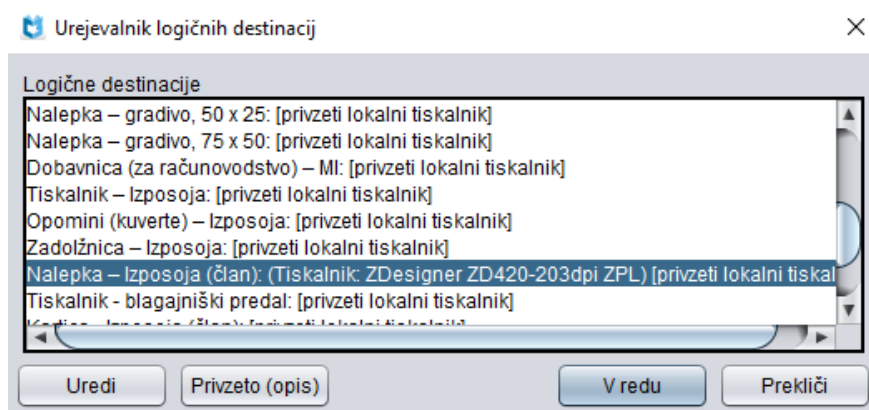 Urejevalnik logičnih destinacij
Logične destinacije
Nalepka – gradivo, 50 x 25: [privzeti lokalni tiskalnik]
Nalepka – gradivo, 75 x 50: [privzeti lokalni tiskalnik]
Dobavnica (za računovodstvo) – MI: [privzeti lokalni tiskalnik]
Tiskalnik – Izposoja: [privzeti lokalni tiskalnik]
Opomini (kuverte) – Izposoja: [privzeti lokalni tiskalnik]
Zadolžnica – Izposoja: [privzeti lokalni tiskalnik]
Nalepka – Izposoja (član): (Tiskalnik: ZDesigner ZD420-203dpi ZPL) [privzeti lokalni tiskal
Tiskalnik - blagajniški predal: [privzeti lokalni tiskalnik]
Uredi Privzeto (opis) V redu Prekliči